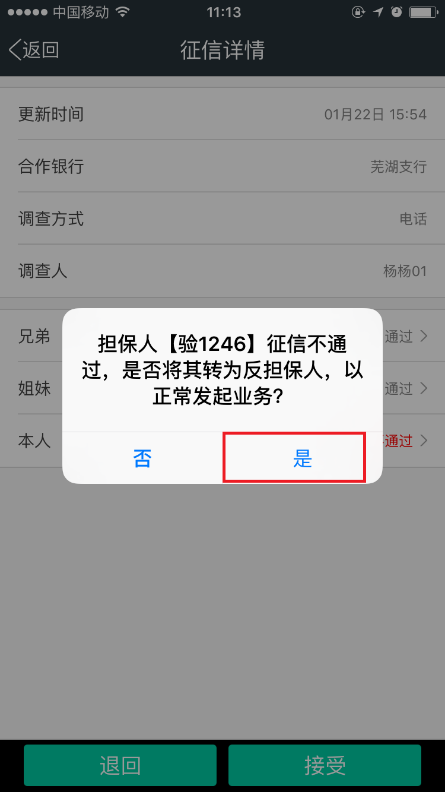 中国移动 11:13
返回 征信详情
更新时间 01月22日 15:54
合作银行 芜湖支行
调查方式 电话
调查人 杨杨01
兄弟 通过
担保人【验1246】征信不通
过，是否将其转为反担保人，以
正常发起业务?
姐妹 通过
本人 通过
否 是
退回 接受